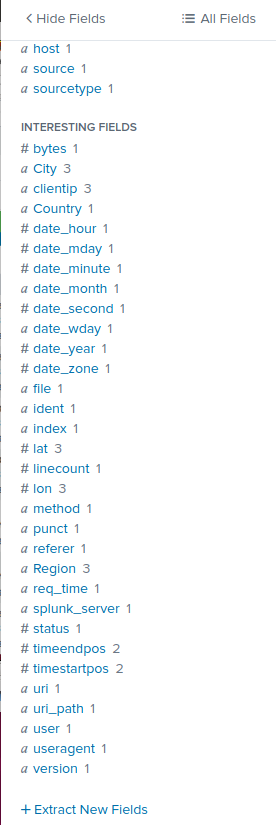 < Hide Fields
All Fields
a host 1
a source 1
a sourcetype 1
INTERESTING FIELDS
# bytes 1
a City 3
a clientip 3
a Country 1
# date_hour 1
# date_mday 1
# date_minute 1
a date_month 1
# date_second 1
a date_wday 1
# date_year 1
# date_zone 1
a file 1
a ident 1
a index 1
# lat 3
# linecount 1
# lon 3
a method 1
a punct 1
a referer 1
a Region 3
a req_time 1
a splunk_server 1
# status 1
# timeendpos 2
# timestartpos 2
a uri 1
a uri_path 1
a user 1
a useragent 1
a version 1
+ Extract New Fields